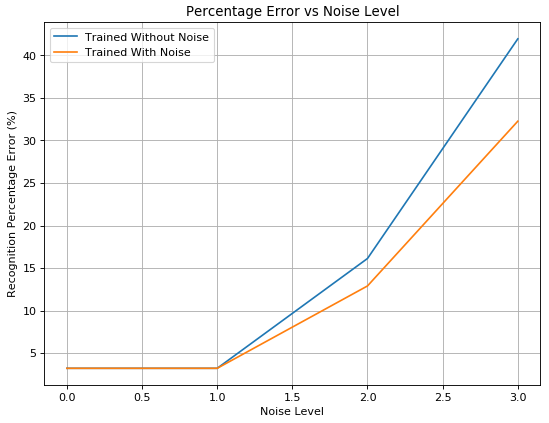 Percentage Error vs Noise Level
Trained Without Noise
Trained With Noise
Recognition Percentage Error (%)
40
35
30
25
20
15
10
5
0.0 0.5 1.0 1.5 2.0 2.5 3.0
Noise Level